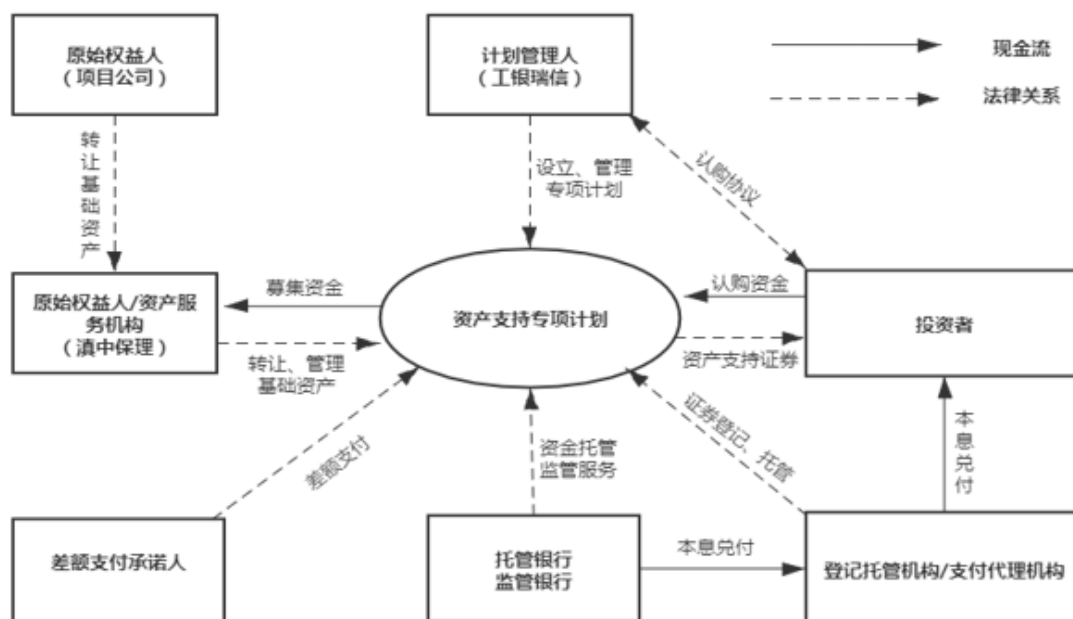 原始权益人
（项目公司）
计划管理人
（工银瑞信）
现金流
法律关系
转让基础资产
设立、管理
专项计划
认购协议
原始权益人/资产服
务机构
（滇中保理）
募集资金
转让、管理
基础资产
资产支持专项计划
认购资金
资产支持证券
投资者
差额支付
资金托管
监管服务
证券登记、托管
本息兑付
差额支付承诺人
托管银行
监管银行
本息兑付
登记托管机构/支付代理机构